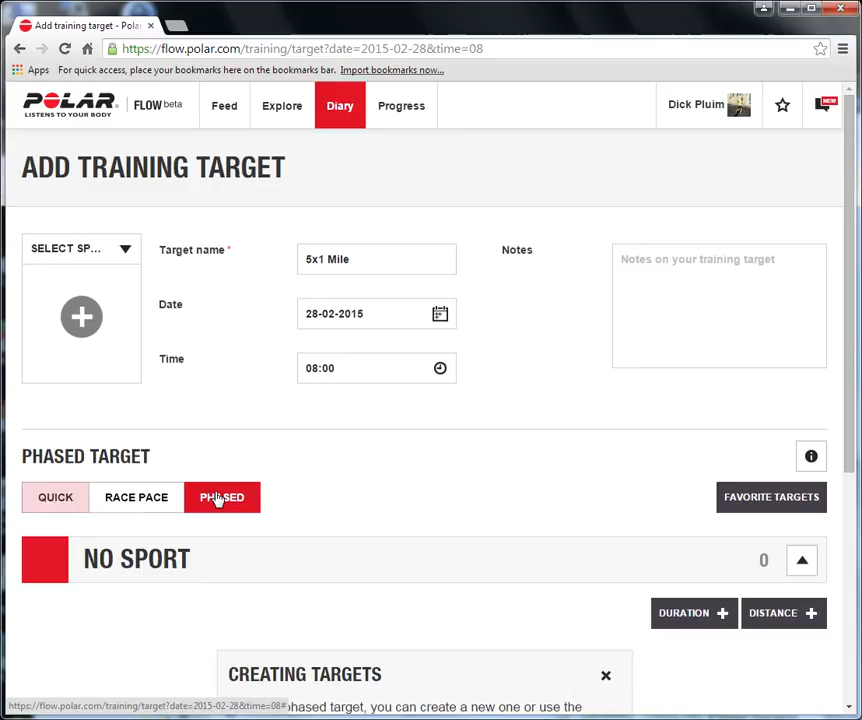 Add training target - Pola
https://flow.polar.com/training/target?date=2015-02-28&time=08
Apps For quick access, place your bookmarks here on the bookmarks bar. Import bookmarks now...
POLAR FLOW beta Feed Explore Diary Progress Dick Pluim NEW
LISTENS TO YOUR BODY
ADD TRAINING TARGET
SELECT SP... Target name * 5x1 Mile Notes Notes on your training target
Date 28-02-2015
Time 08:00
PHASED TARGET
QUICK RACE PACE PHASED FAVORITE TARGETS
NO SPORT 0
DURATION + DISTANCE +
CREATING TARGETS
https://flow.polar.com/training/target?date=2015-02-28&time=08# phased target, you can create a new one or use the